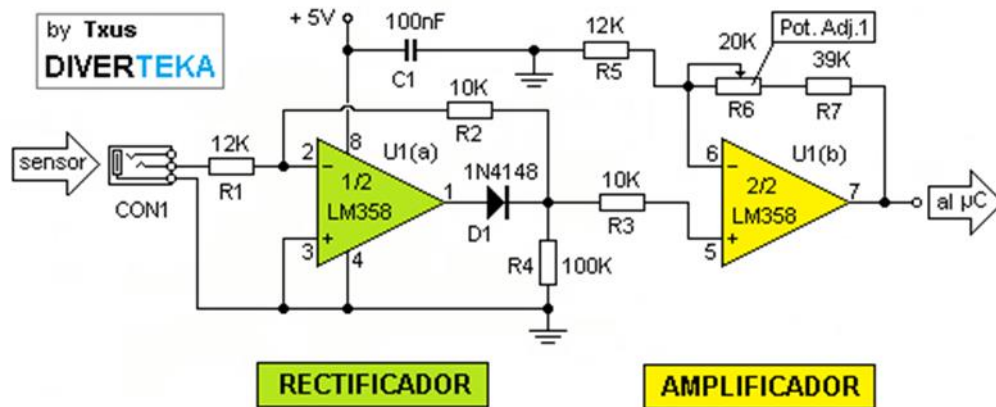 by Txus
DIVERTEKA
+ 5V
100nF
C1
12K
R5
20K
Pot. Adj.1
R6
39K
R7
10K
R2
sensor
CON1
12K
R1
2
8
U1(a)
−
1/2
LM358
+
3
4
1
1N4148
D1
10K
R3
R4
100K
6
U1(b)
−
2/2
LM358
+
5
7
al µC
RECTIFICADOR
AMPLIFICADOR